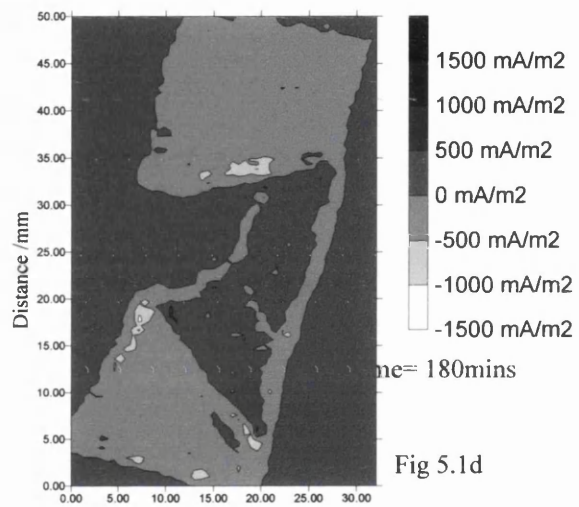 50.00
45.00
40.00
35.00
30.00
25.00
20.00
15.00
10.00
5.00
0.00
Distance /mm
0.00 5.00 10.00 15.00 20.00 25.00 30.00
1500 mA/m2
1000 mA/m2
500 mA/m2
0 mA/m2
-500 mA/m2
-1000 mA/m2
-1500 mA/m2
me= 180mins
Fig 5.1d